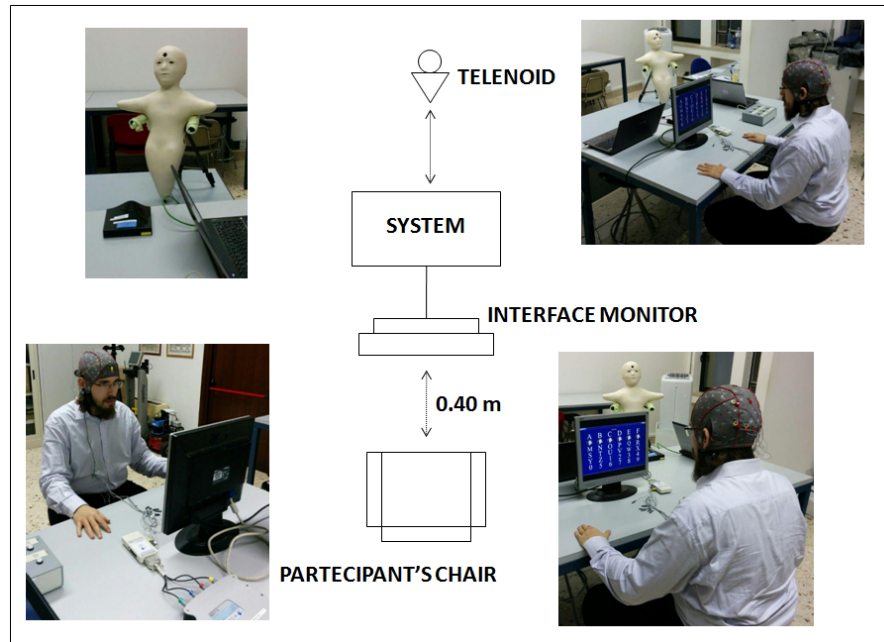 TELENOID
SYSTEM
INTERFACE MONITOR
0.40 m
PARTECIPANT'S CHAIR
A B C D E F